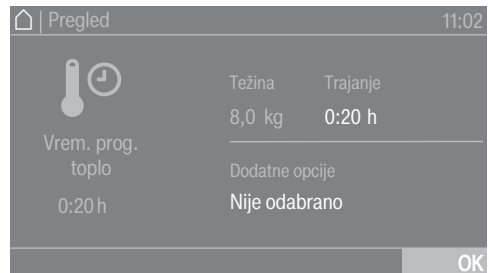 | Pregled 11:02
Težina Trajanje
8,0 kg 0:20 h
Vrem. prog.
toplo
0:20 h
Dodatne opcije
Nije odabrano
OK